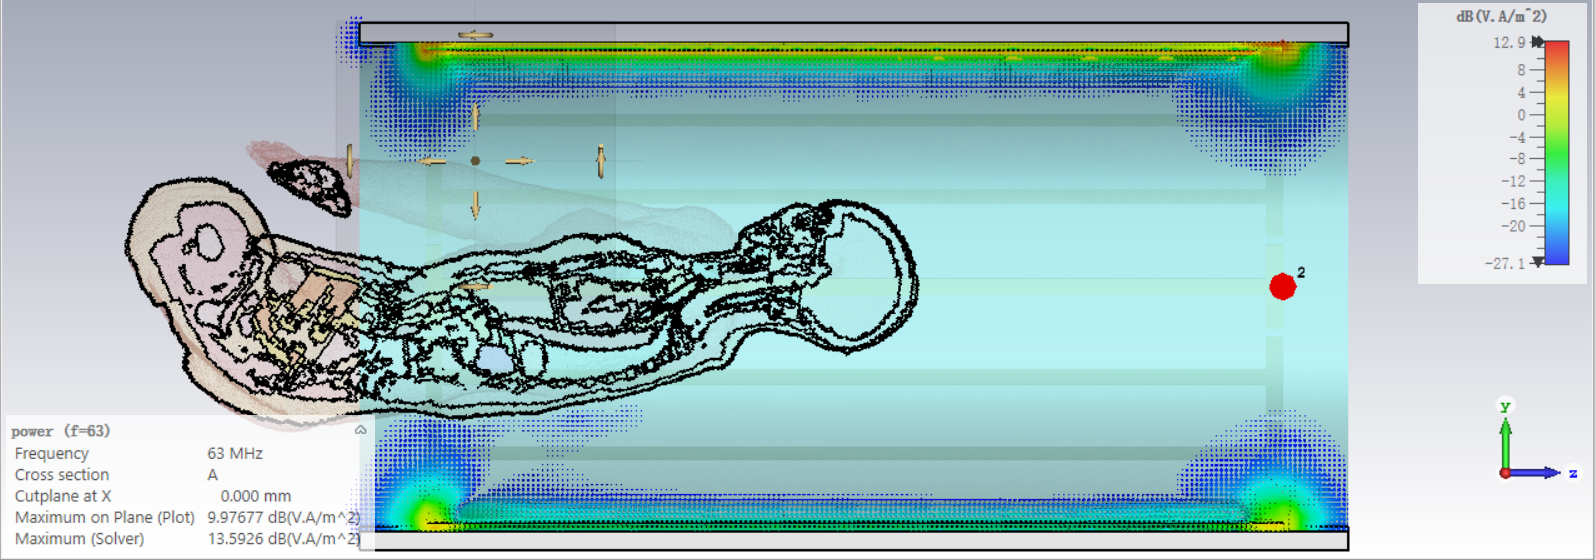 dB(V.A/m^2)
12.9
8
4
0
-4
-8
-12
-16
-20
-27.1
2
power (f=63)
Frequency 63 MHz
Cross section A
Cutplane at X 0.000 mm
Maximum on Plane (Plot) 9.97677 dB(V.A/m^2)
Maximum (Solver) 13.5926 dB(V.A/m^2)
y
z